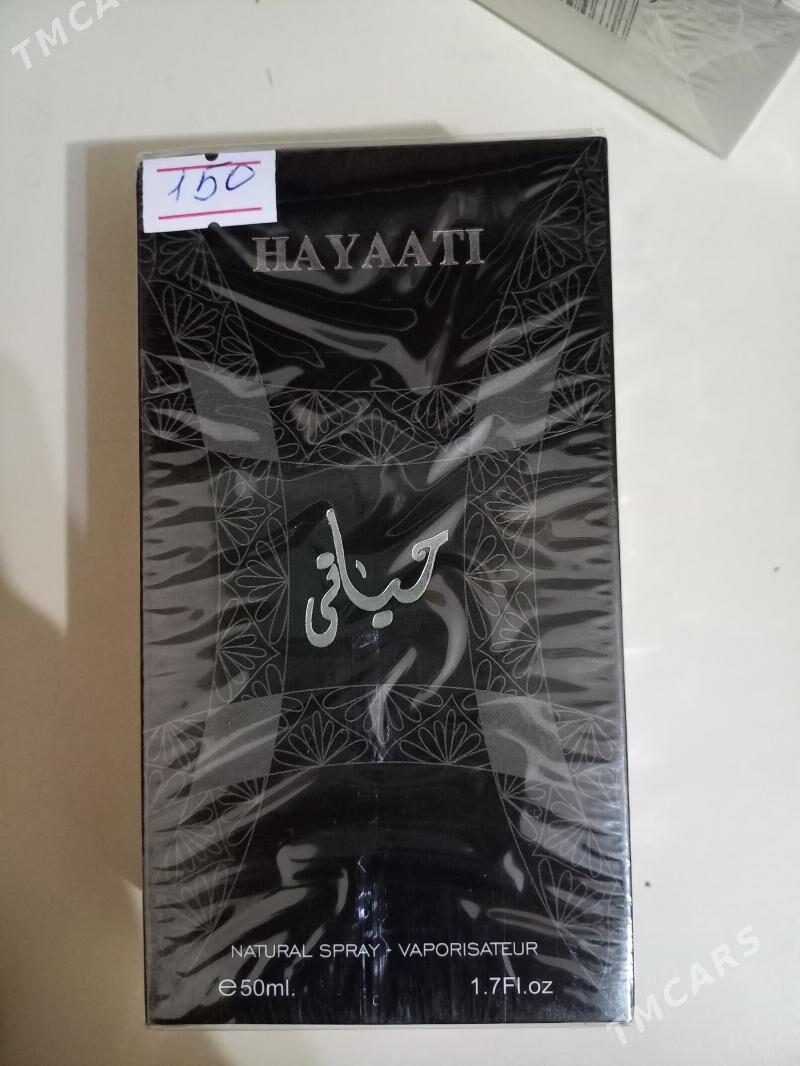 TMCARS
150
HAYAATI
حياتي
NATURAL SPRAY - VAPORISATEUR
℮50ml. 1.7Fl.oz
TMCARS